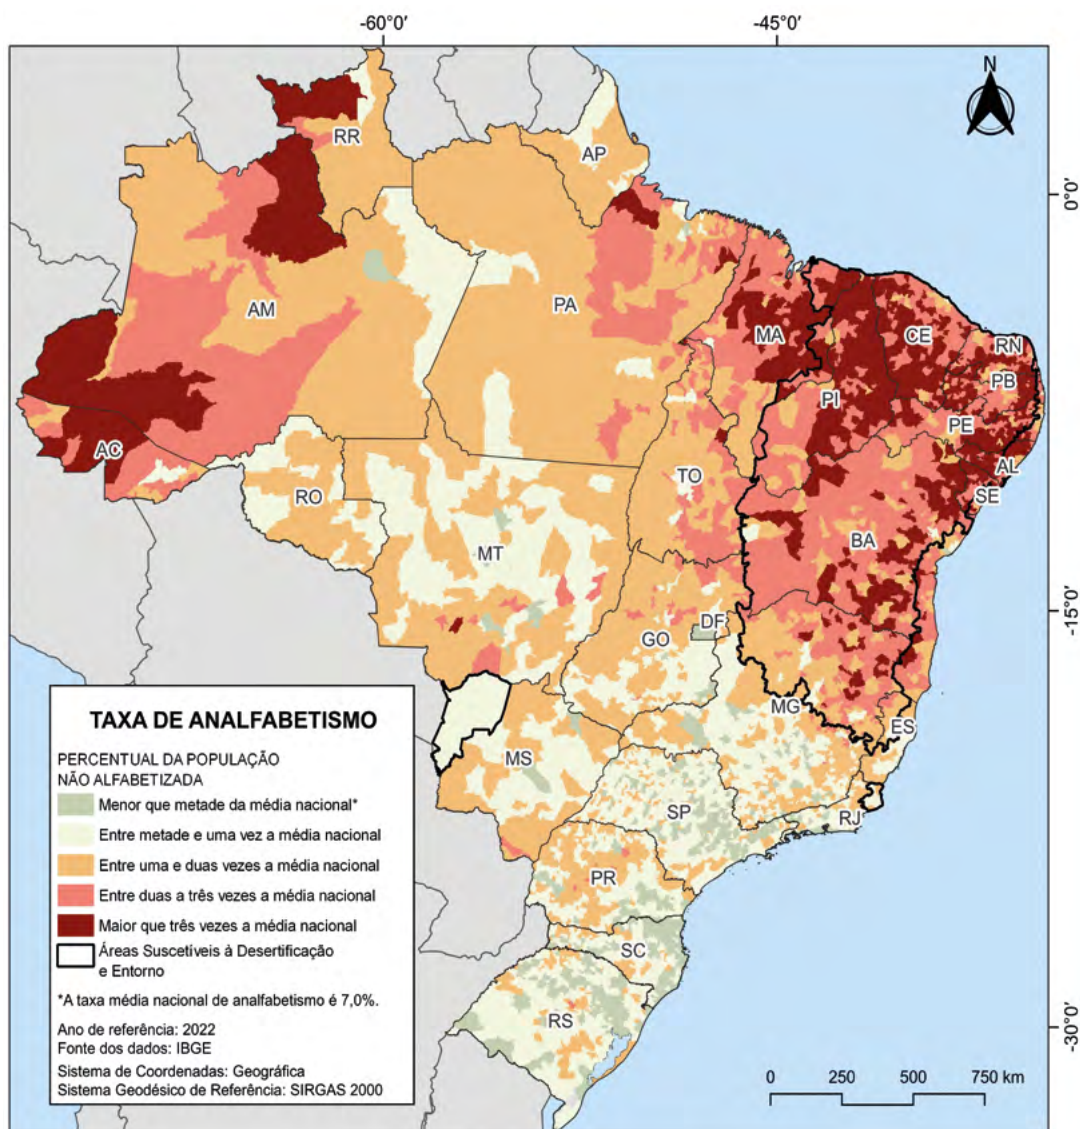 -60°0′
-45°0′
N
0°0′
-15°0′
-30°0′
RR
AP
AM
PA
MA
CE
RN
PB
PI
PE
AC
AL
TO
SE
RO
BA
MT
DF
GO
MG
ES
MS
SP
RJ
PR
SC
RS
TAXA DE ANALFABETISMO
PERCENTUAL DA POPULAÇÃO
NÃO ALFABETIZADA
Menor que metade da média nacional*
Entre metade e uma vez a média nacional
Entre uma e duas vezes a média nacional
Entre duas a três vezes a média nacional
Maior que três vezes a média nacional
Áreas Suscetíveis à Desertificação
e Entorno
*A taxa média nacional de analfabetismo é 7,0%.
Ano de referência: 2022
Fonte dos dados: IBGE
Sistema de Coordenadas: Geográfica
Sistema Geodésico de Referência: SIRGAS 2000
0 250 500 750 km